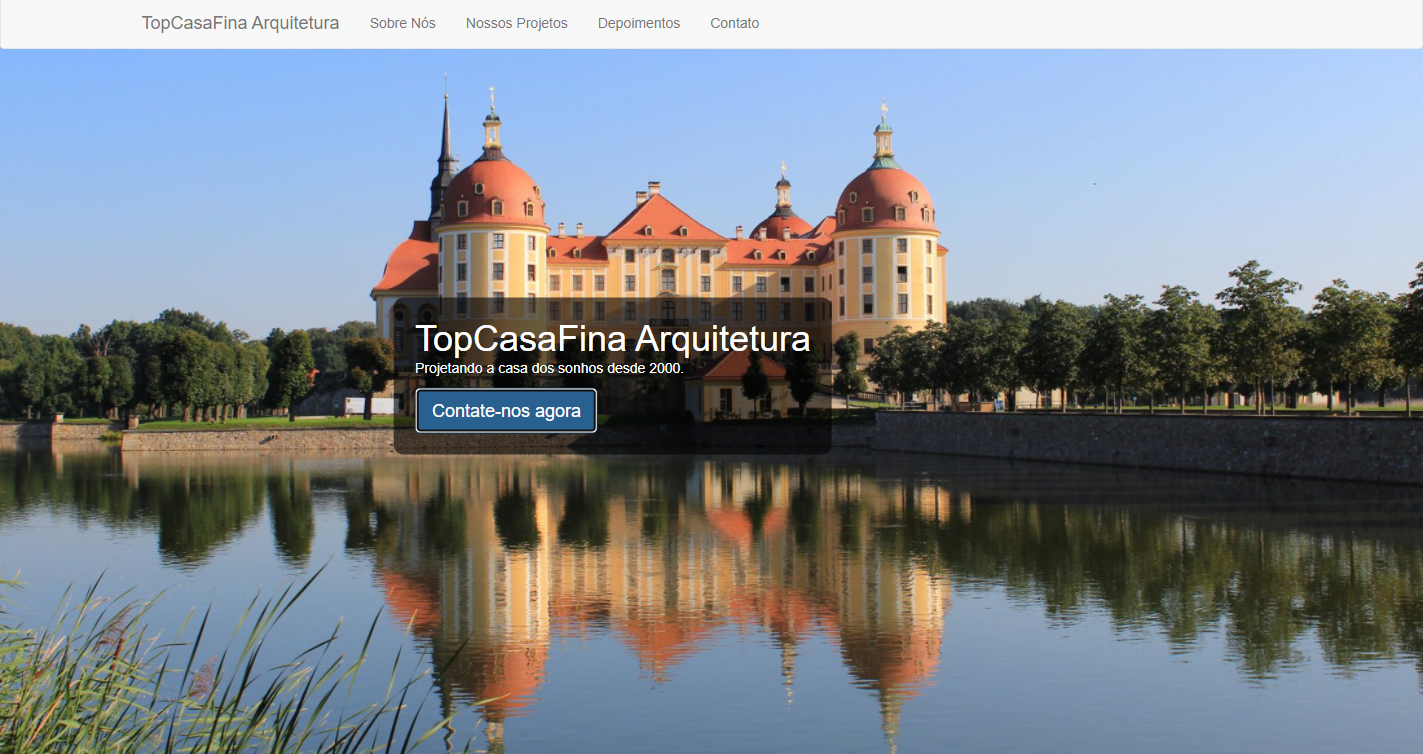 TopCasaFina Arquitetura Sobre Nós Nossos Projetos Depoimentos Contato
TopCasaFina Arquitetura
Projetando a casa dos sonhos desde 2000.
Contate-nos agora